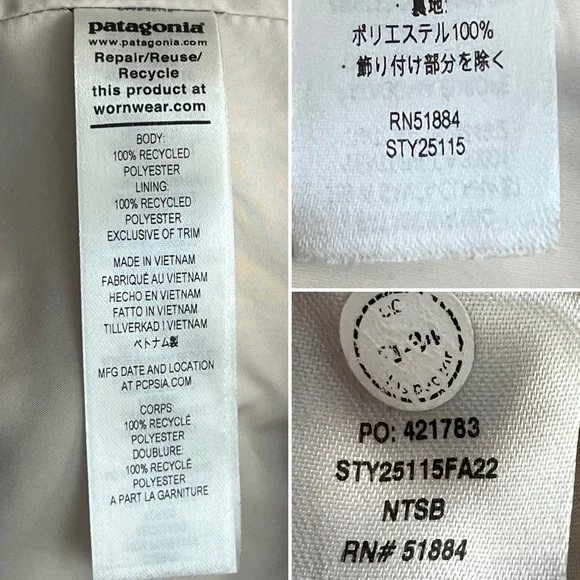 patagonia®
www.patagonia.com
Repair/Reuse/
Recycle
this product at
wornwear.com
BODY:
100% RECYCLED
POLYESTER
LINING:
100% RECYCLED
POLYESTER
EXCLUSIVE OF TRIM
MADE IN VIETNAM
FABRIQUÉ AU VIETNAM
HECHO EN VIETNAM
FATTO IN VIETNAM
TILLVERKAD I VIETNAM
ベトナム製
MFG DATE AND LOCATION
AT PCPSIA.COM
CORPS:
100% RECYCLÉ
POLYESTER
DOUBLURE:
100% RECYCLÉ
POLYESTER
A PART LA GARNITURE
・裏地:
ポリエステル100%
・飾り付け部分を除く
RN51884
STY25115
PO: 421783
STY25115FA22
NTSB
RN# 51884